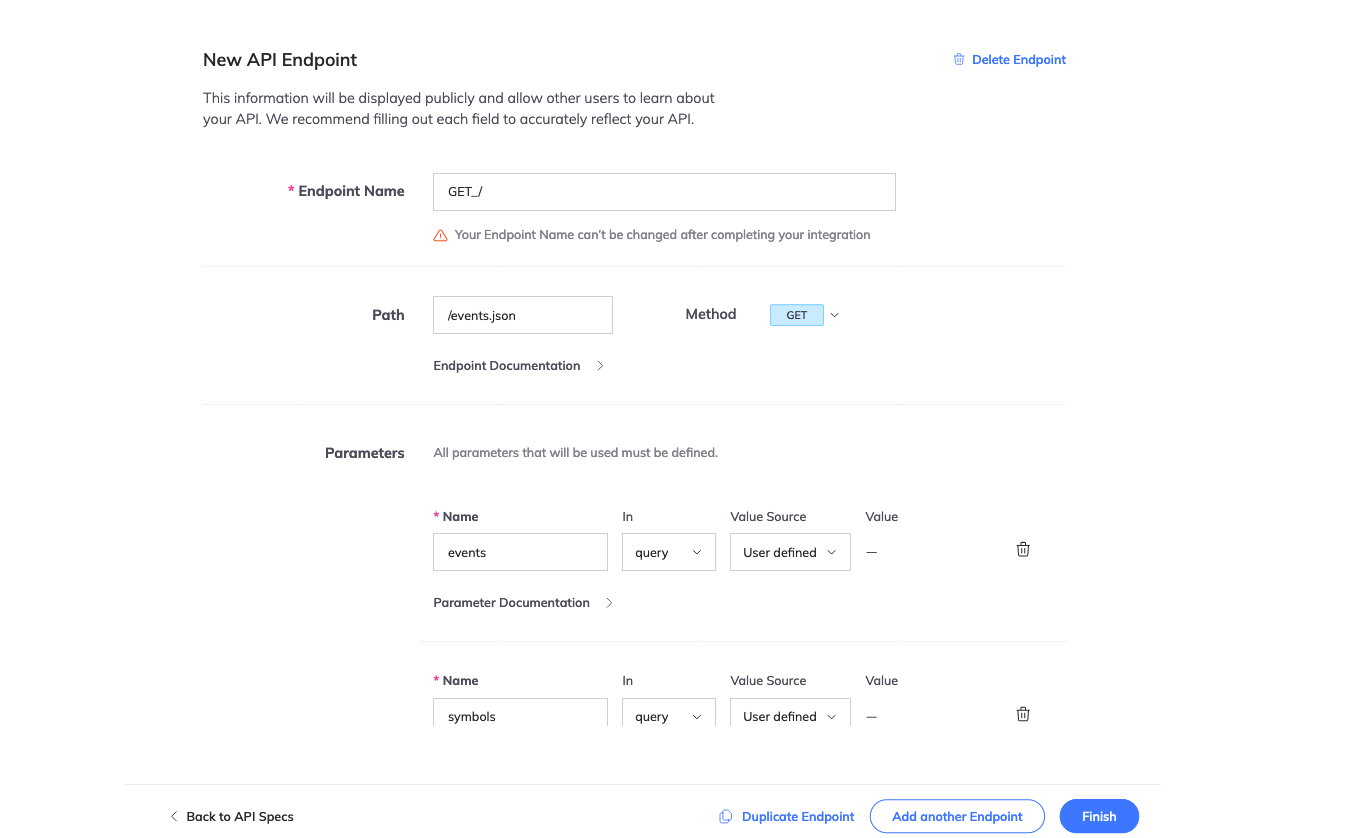 New API Endpoint
Delete Endpoint
This information will be displayed publicly and allow other users to learn about
your API. We recommend filling out each field to accurately reflect your API.
* Endpoint Name
GET_/
Your Endpoint Name can't be changed after completing your integration
Path
/events.json
Method
GET
Endpoint Documentation
Parameters
All parameters that will be used must be defined.
* Name
In
Value Source
Value
events
query
User defined
—
Parameter Documentation
* Name
In
Value Source
Value
symbols
query
User defined
—
Back to API Specs
Duplicate Endpoint
Add another Endpoint
Finish